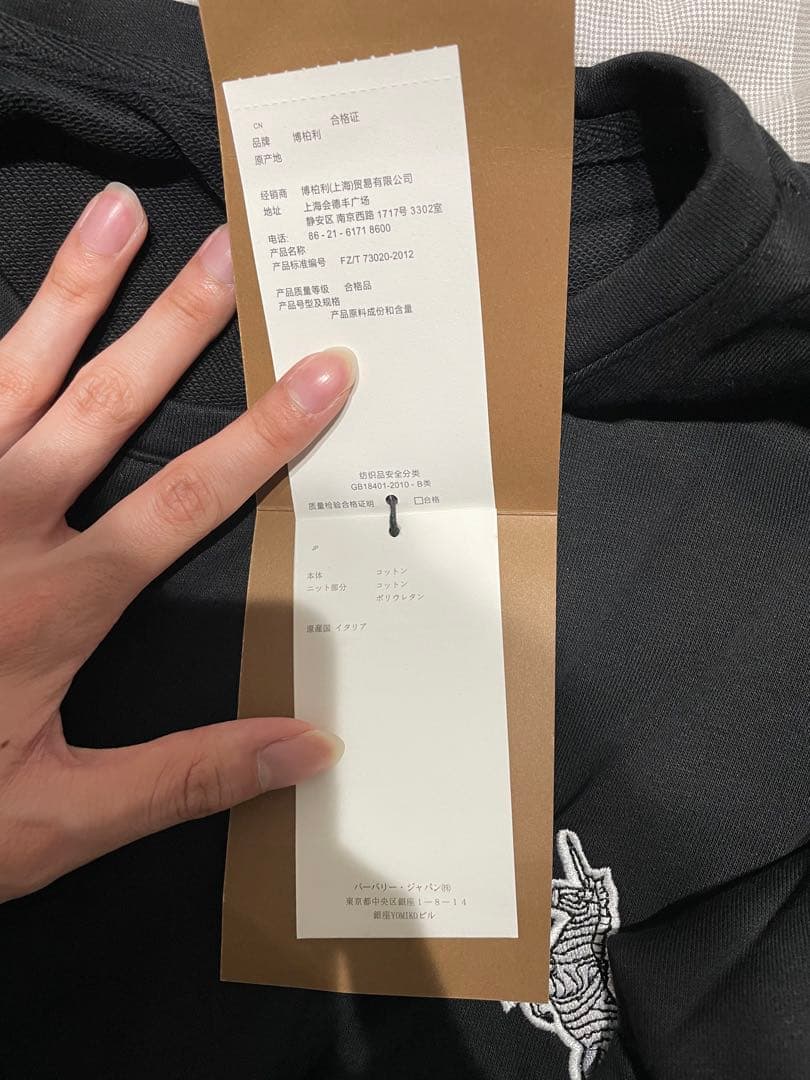 CN
合格证
品牌 博柏利
原产地
经销商 博柏利(上海)贸易有限公司
地址 上海会德丰广场
静安区 南京西路 1717号 3302室
电话: 86 - 21 - 6171 8600
产品名称
产品标准编号 FZ/T 73020-2012
产品质量等级 合格品
产品号型及规格
产品原料成份和含量
纺织品安全分类
GB18401-2010 - B类
质量检验合格证明 □合格
JP
本体 コットン
ニット部分 コットン
ポリウレタン
原産国 イタリア
バーバリー・ジャパン㈱
東京都中央区銀座1-8-14
銀座YOMIKOビル